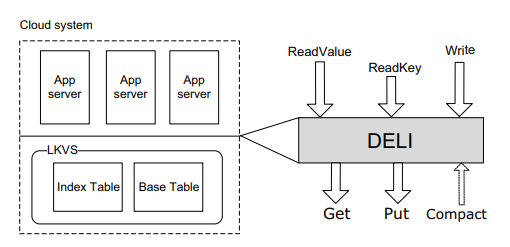 Cloud system
App
server
App
server
App
server
LKVS
Index Table
Base Table
ReadValue
ReadKey
Write
DELI
Get
Put
Compact